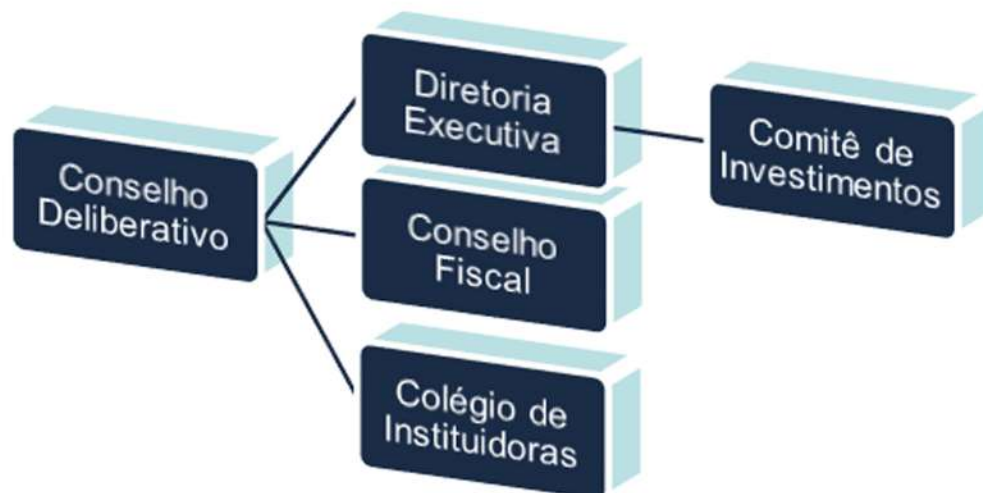 Conselho
Deliberativo
Diretoria
Executiva
Conselho
Fiscal
Colégio de
Instituidoras
Comitê de
Investimentos